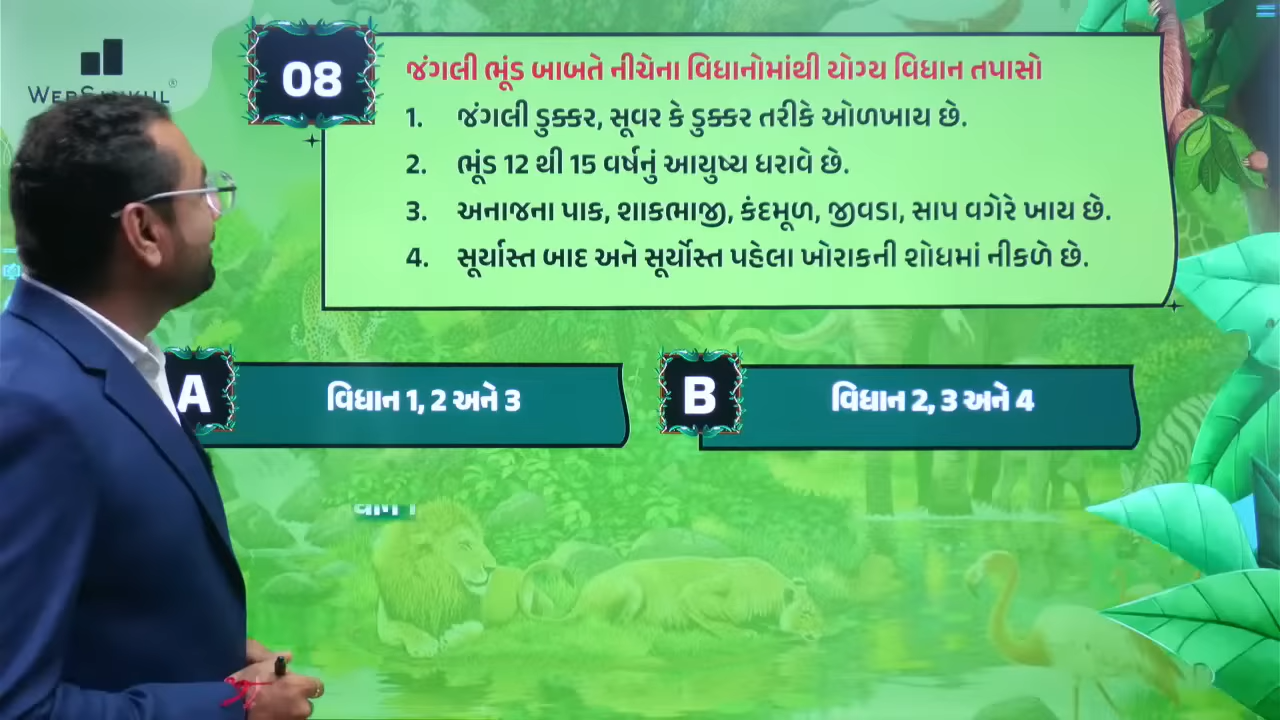 WEBSANKUL
®
08
જંગલી ભૂંડ બાબતે નીચેના વિધાનોમાંથી યોગ્ય વિધાન તપાસો
1. જંગલી ડુક્કર, સૂવર કે ડુક્કર તરીકે ઓળખાય છે.
2. ભૂંડ 12 થી 15 વર્ષનું આયુષ્ય ધરાવે છે.
3. અનાજના પાક, શાકભાજી, કંદમૂળ, જીવડા, સાપ વગેરે ખાય છે.
4. સૂર્યાસ્ત બાદ અને સૂર્યોસ્ત પહેલા ખોરાકની શોધમાં નીકળે છે.
A વિધાન 1, 2 અને 3
B વિધાન 2, 3 અને 4